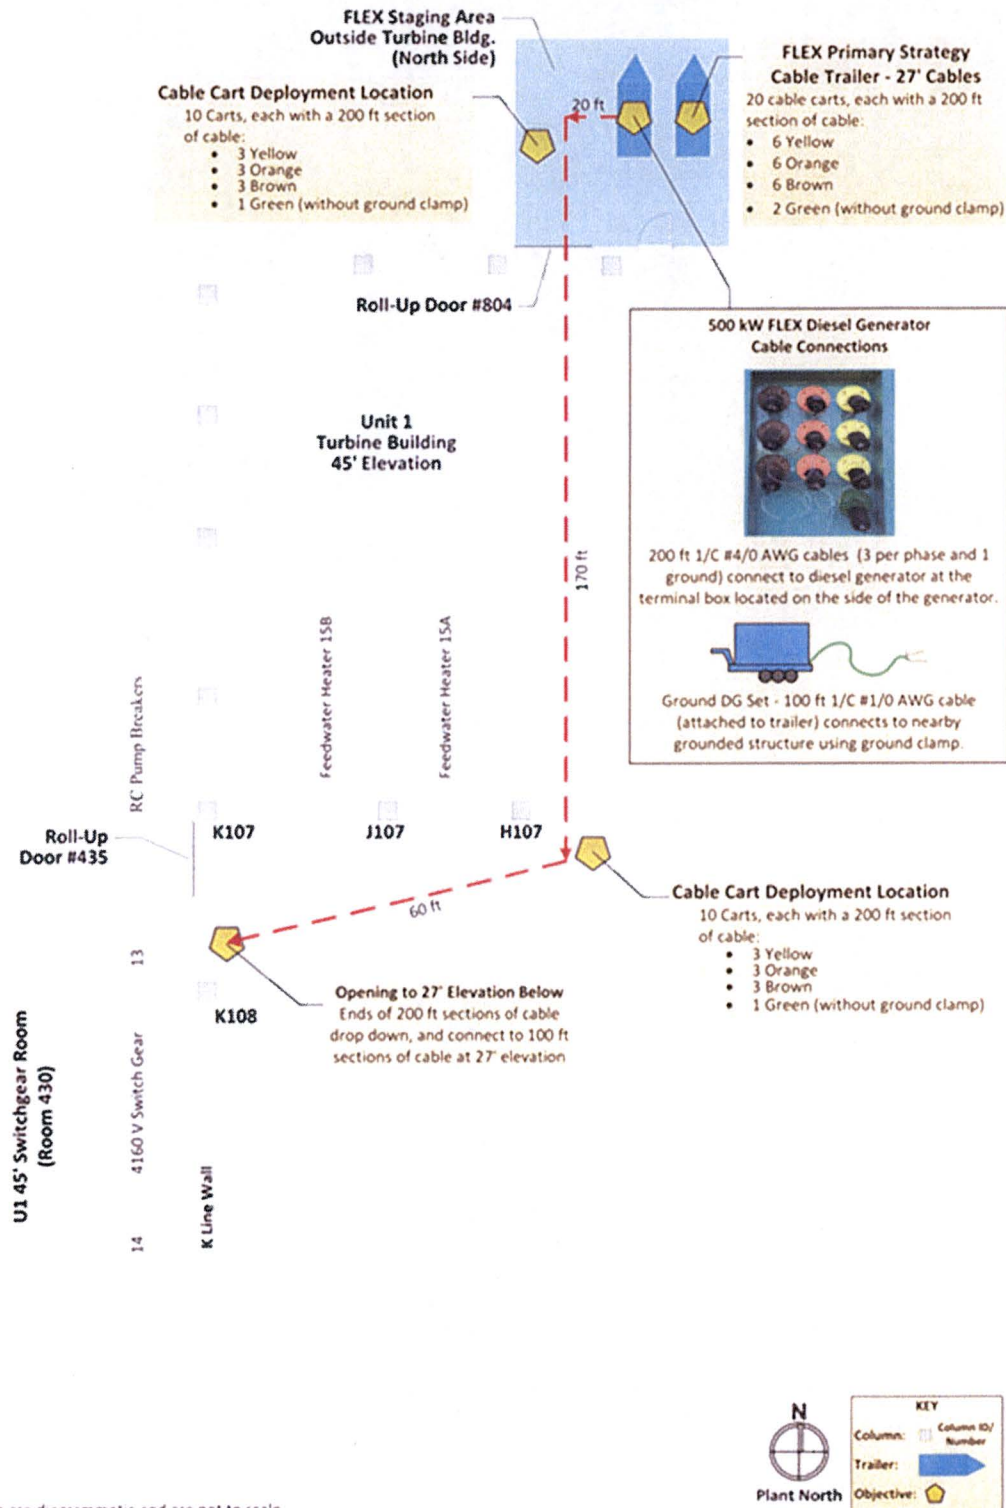 FLEX Staging Area
Outside Turbine Bldg.
(North Side)
Cable Cart Deployment Location
10 Carts, each with a 200 ft section
of cable:
• 3 Yellow
• 3 Orange
• 3 Brown
• 1 Green (without ground clamp)
20 ft
FLEX Primary Strategy
Cable Trailer - 27' Cables
20 cable carts, each with a 200 ft
section of cable:
• 6 Yellow
• 6 Orange
• 6 Brown
• 2 Green (without ground clamp)
Roll-Up Door #804
Unit 1
Turbine Building
45' Elevation
500 kW FLEX Diesel Generator
Cable Connections
200 ft 1/C #4/0 AWG cables (3 per phase and 1
ground) connect to diesel generator at the
terminal box located on the side of the generator.
Ground DG Set - 100 ft 1/C #1/0 AWG cable
(attached to trailer) connects to nearby
grounded structure using ground clamp.
170 ft
Feedwater Heater 15B
Feedwater Heater 15A
RC Pump Breakers
Roll-Up
Door #435
K107
J107
H107
60 ft
Cable Cart Deployment Location
10 Carts, each with a 200 ft section
of cable:
• 3 Yellow
• 3 Orange
• 3 Brown
• 1 Green (without ground clamp)
13
K108
Opening to 27' Elevation Below
Ends of 200 ft sections of cable
drop down, and connect to 100 ft
sections of cable at 27' elevation
U1 45' Switchgear Room
(Room 430)
4160 V Switch Gear
14
K Line Wall
N
Plant North
KEY
Column:
Column ID/
Number
Trailer:
Objective: